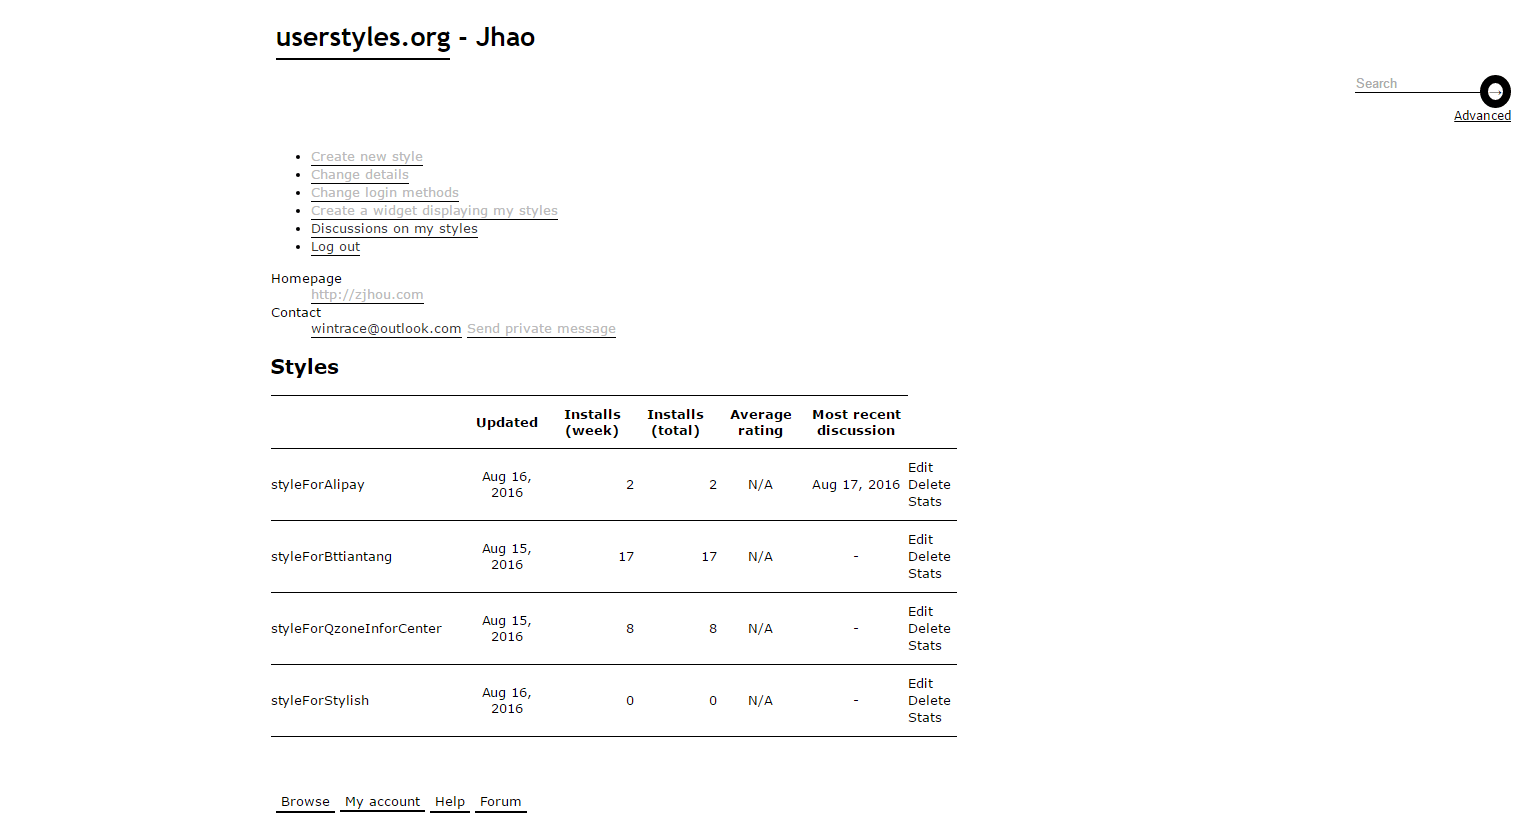 userstyles.org - Jhao
Search →
Advanced
Create new style
Change details
Change login methods
Create a widget displaying my styles
Discussions on my styles
Log out
Homepage
http://zjhou.com
Contact
wintrace@outlook.com Send private message
Styles
Updated
Installs
(week)
Installs
(total)
Average
rating
Most recent
discussion
styleForAlipay
Aug 16,
2016
2
2
N/A
Aug 17, 2016
Edit
Delete
Stats
styleForBttiantang
Aug 15,
2016
17
17
N/A
-
Edit
Delete
Stats
styleForQzoneInforCenter
Aug 15,
2016
8
8
N/A
-
Edit
Delete
Stats
styleForStylish
Aug 16,
2016
0
0
N/A
-
Edit
Delete
Stats
Browse My account Help Forum